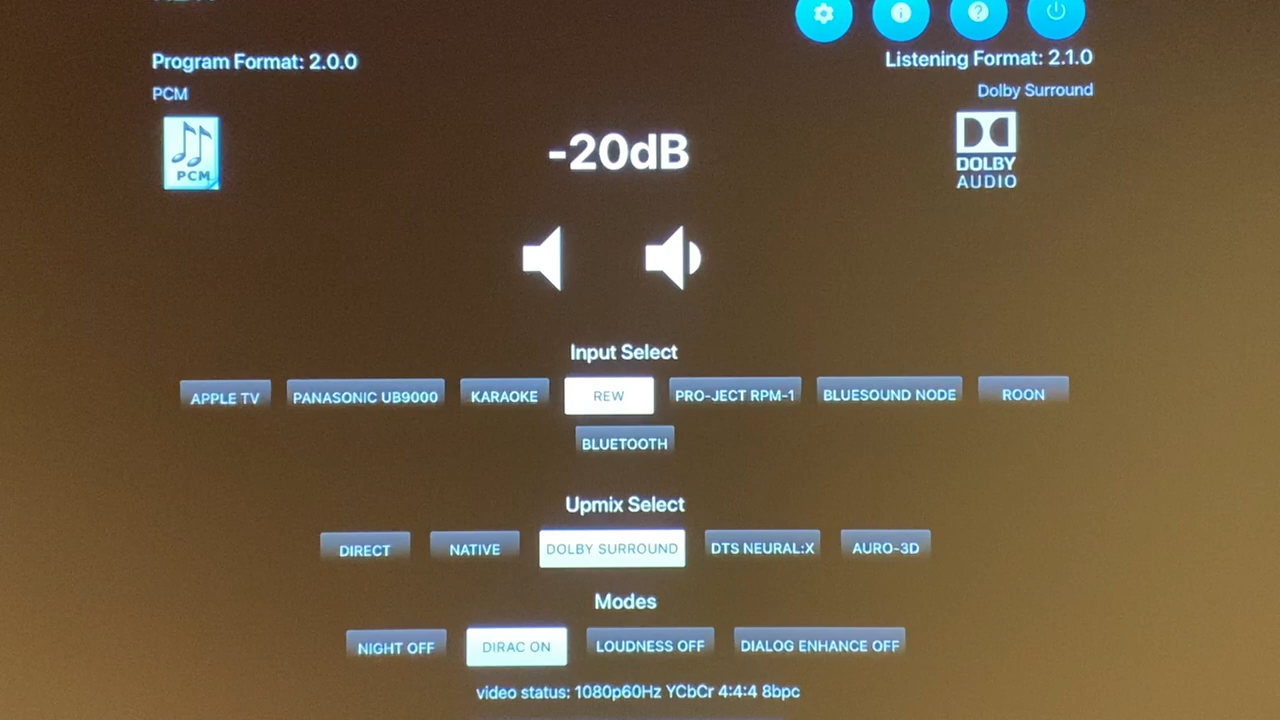 Program Format: 2.0.0
Listening Format: 2.1.0
PCM
Dolby Surround
PCM
-20dB
DOLBY
AUDIO
Input Select
APPLE TV
PANASONIC UB9000
KARAOKE
REW
PRO-JECT RPM-1
BLUESOUND NODE
ROON
BLUETOOTH
Upmix Select
DIRECT
NATIVE
DOLBY SURROUND
DTS NEURAL:X
AURO-3D
Modes
NIGHT OFF
DIRAC ON
LOUDNESS OFF
DIALOG ENHANCE OFF
video status: 1080p60Hz YCbCr 4:4:4 8bpc